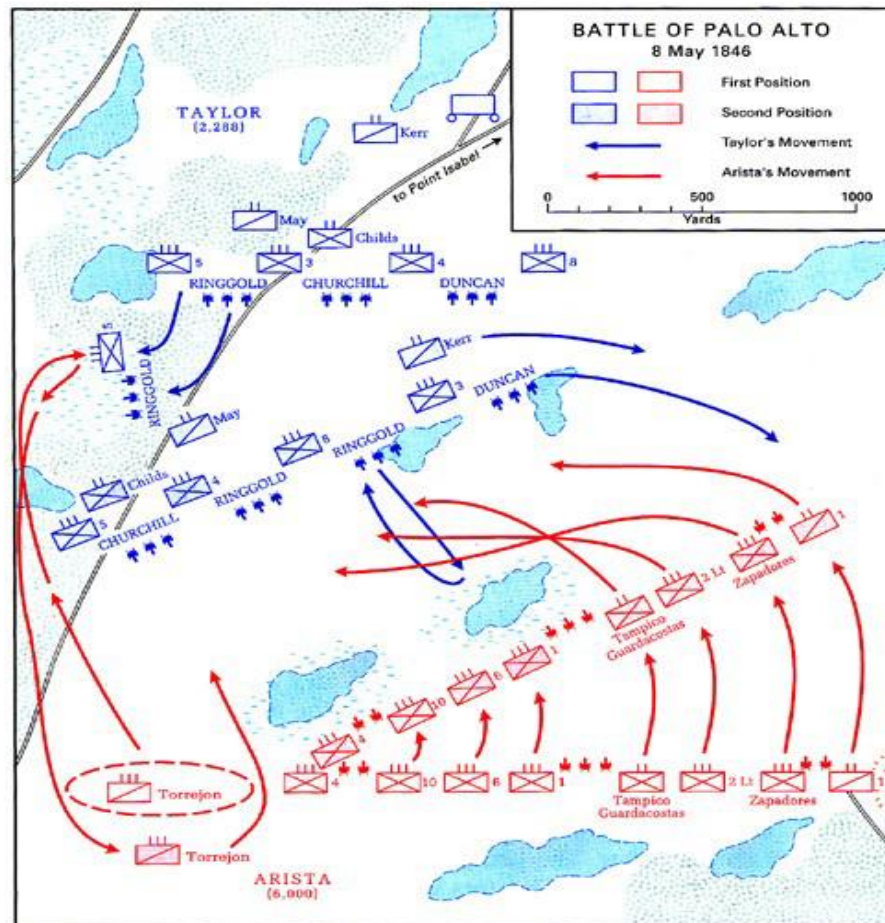 BATTLE OF PALO ALTO
8 May 1846
First Position
Second Position
Taylor's Movement
Arista's Movement
0 500 1000
Yards
TAYLOR
(2,288)
Kerr
to Point Isabel
May
Childs
5 3 4 8
RINGGOLD CHURCHILL DUNCAN
5
RINGGOLD
Kerr
3
DUNCAN
May
8
RINGGOLD
Childs
4
RINGGOLD
5
CHURCHILL
1
Zapadores
2 Lt
Tampico
Guardacostas
1
6
10
4
Torrejon
4 10 6 1
Tampico
Guardacostas
2 Lt
Zapadores
1
Torrejon
ARISTA
(6,000)